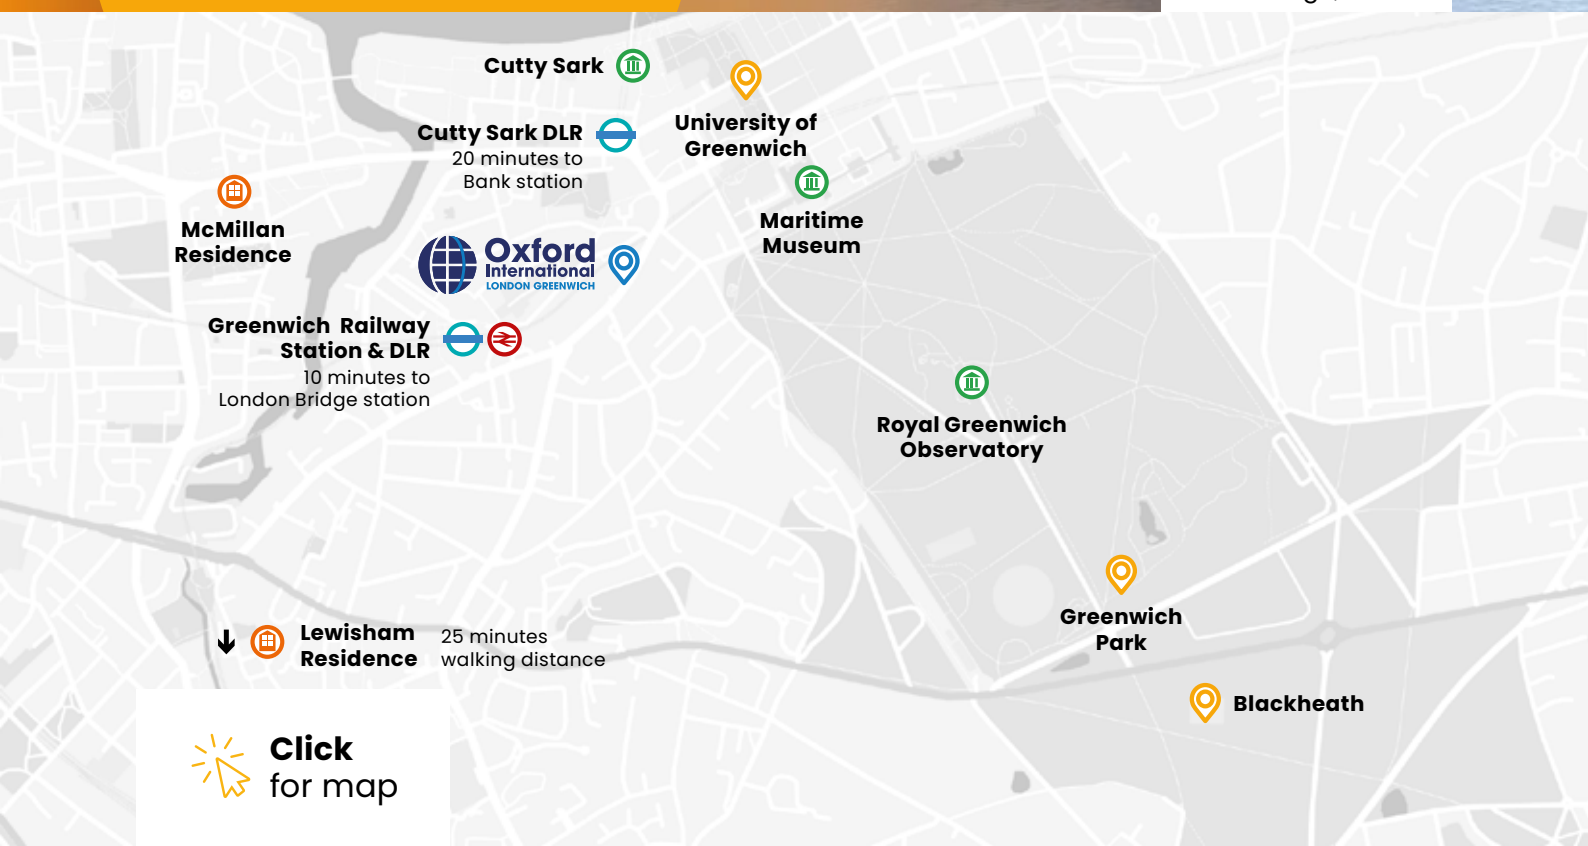 Cutty Sark
University of
Greenwich
Cutty Sark DLR
20 minutes to
Bank station
McMillan
Residence
Maritime
Museum
Oxford
International
LONDON GREENWICH
Greenwich Railway
Station & DLR
10 minutes to
London Bridge station
Royal Greenwich
Observatory
Greenwich
Park
Lewisham
Residence
25 minutes
walking distance
Blackheath
Click
for map